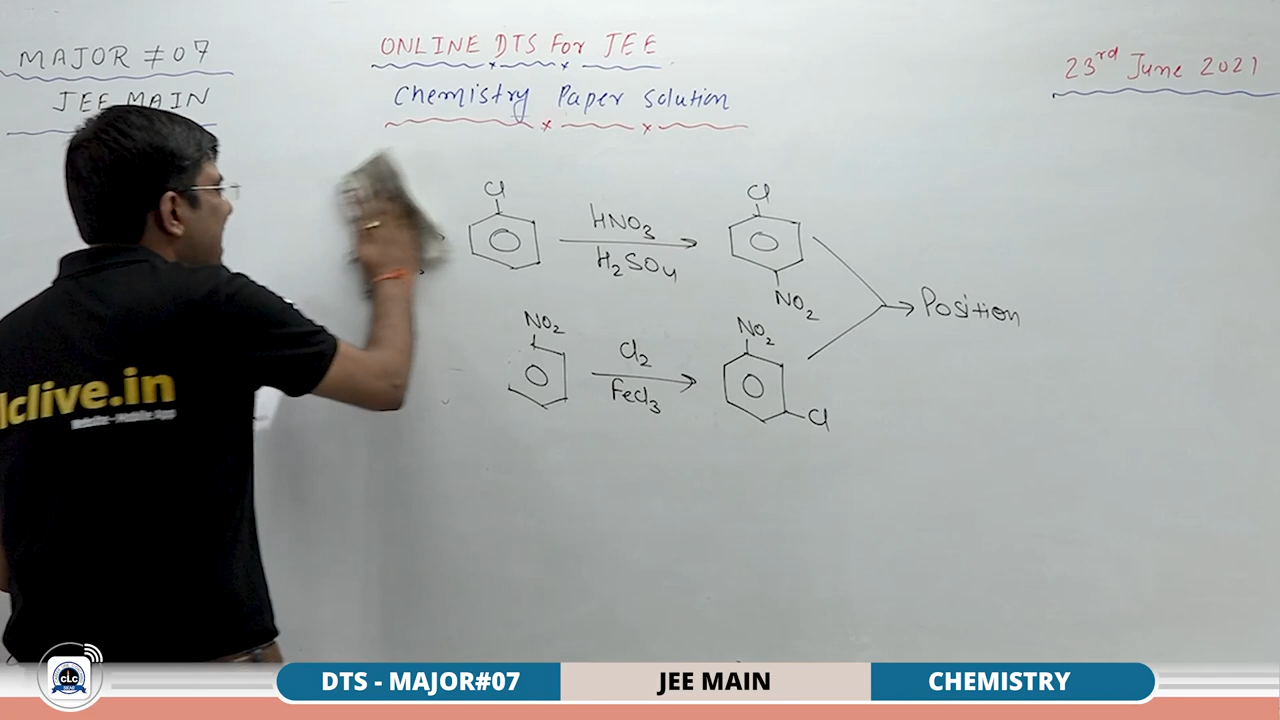 MAJOR # 07
JEE MAIN
ONLINE DTS For JEE
Chemistry Paper solution
23rd June 2021
Cl
HNO3
H2SO4
Cl
NO2
Position
NO2
Cl2
FeCl3
NO2
Cl
lclive.in
DTS - MAJOR#07
JEE MAIN
CHEMISTRY
CLC